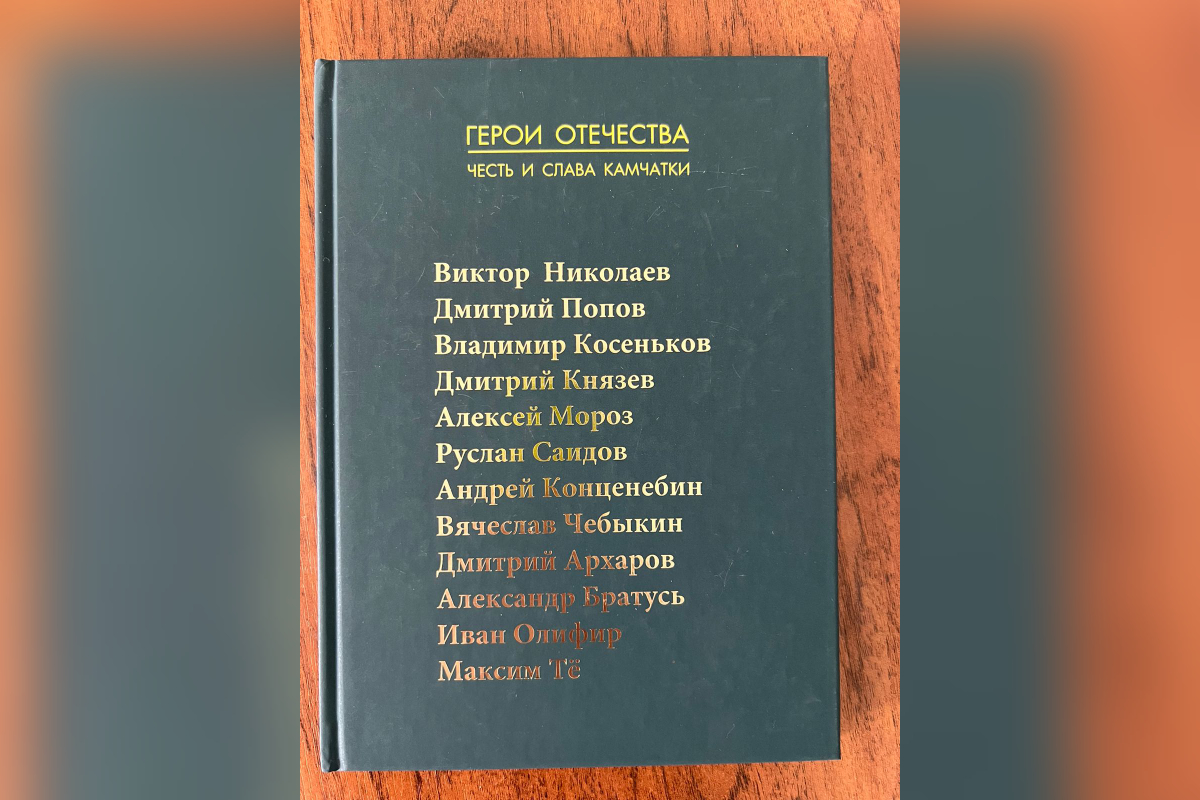 ГЕРОИ ОТЕЧЕСТВА
ЧЕСТЬ И СЛАВА КАМЧАТКИ
Виктор Николаев
Дмитрий Попов
Владимир Косеньков
Дмитрий Князев
Алексей Мороз
Руслан Саидов
Андрей Конценебин
Вячеслав Чебыкин
Дмитрий Архаров
Александр Братусь
Иван Олифир
Максим Тё